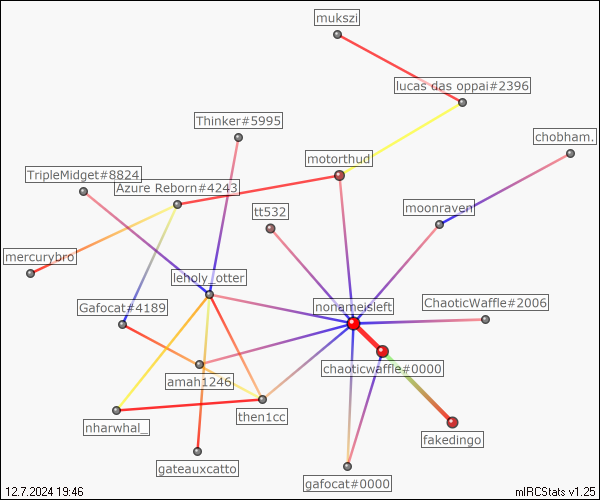 mukszi
lucas das oppai#2396
Thinker#5995
chobham.
motorthud
TripleMidget#8824
Azure Reborn#4243
tt532
moonraven
mercurybro
leholy_otter
Gafocat#4189
nonameisleft
ChaoticWaffle#2006
chaoticwaffle#0000
amah1246
then1cc
nharwhal_
fakedingo
gateauxcatto
gafocat#0000
12.7.2024 19:46
mIRCStats v1.25